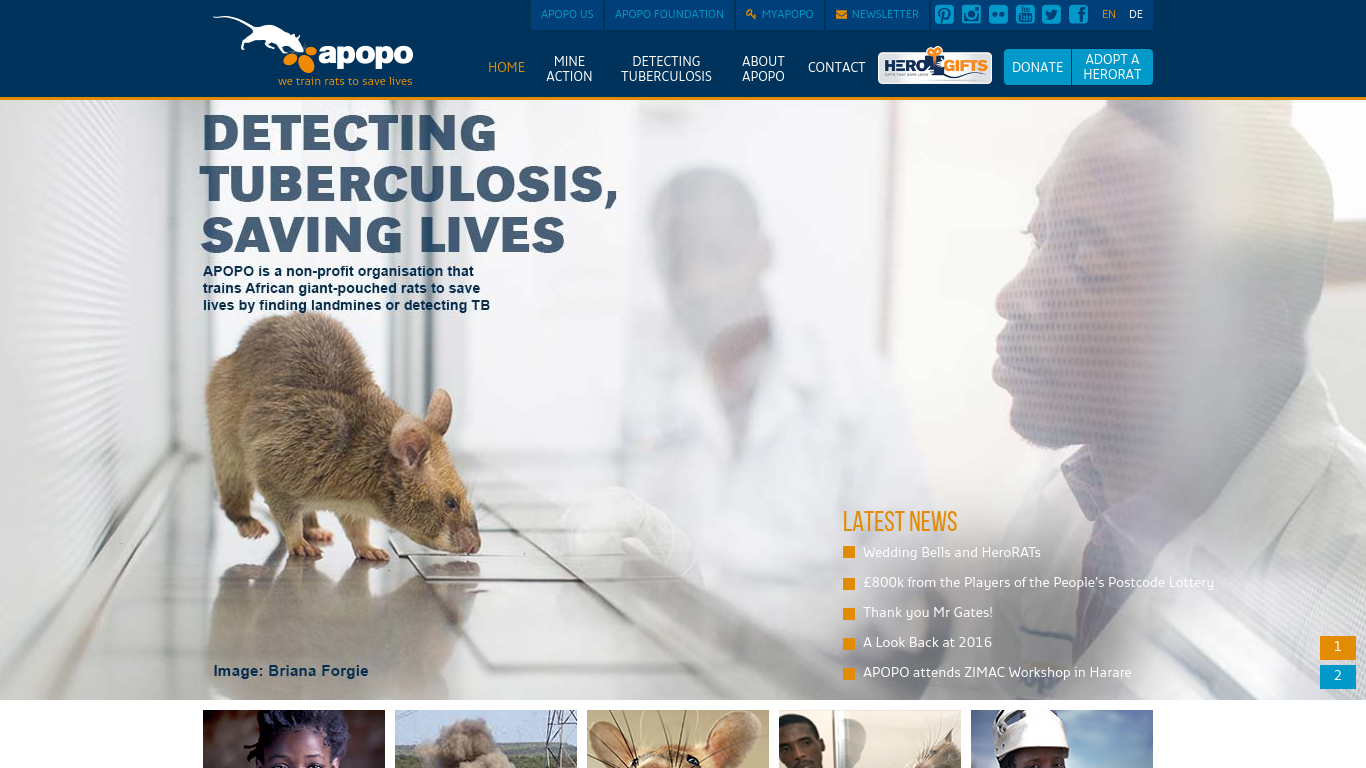 APOPO US
APOPO FOUNDATION
MYAPOPO
NEWSLETTER
EN
DE
apopo
we train rats to save lives
HOME
MINE
ACTION
DETECTING
TUBERCULOSIS
ABOUT
APOPO
CONTACT
HERO GIFTS
GIFTS THAT SAVE LIVES
DONATE
ADOPT A
HERORAT
DETECTING
TUBERCULOSIS,
SAVING LIVES
APOPO is a non-profit organisation that
trains African giant-pouched rats to save
lives by finding landmines or detecting TB
LATEST NEWS
Wedding Bells and HeroRATs
£800k from the Players of the People's Postcode Lottery
Thank you Mr Gates!
A Look Back at 2016
APOPO attends ZIMAC Workshop in Harare
1
2
Image: Briana Forgie